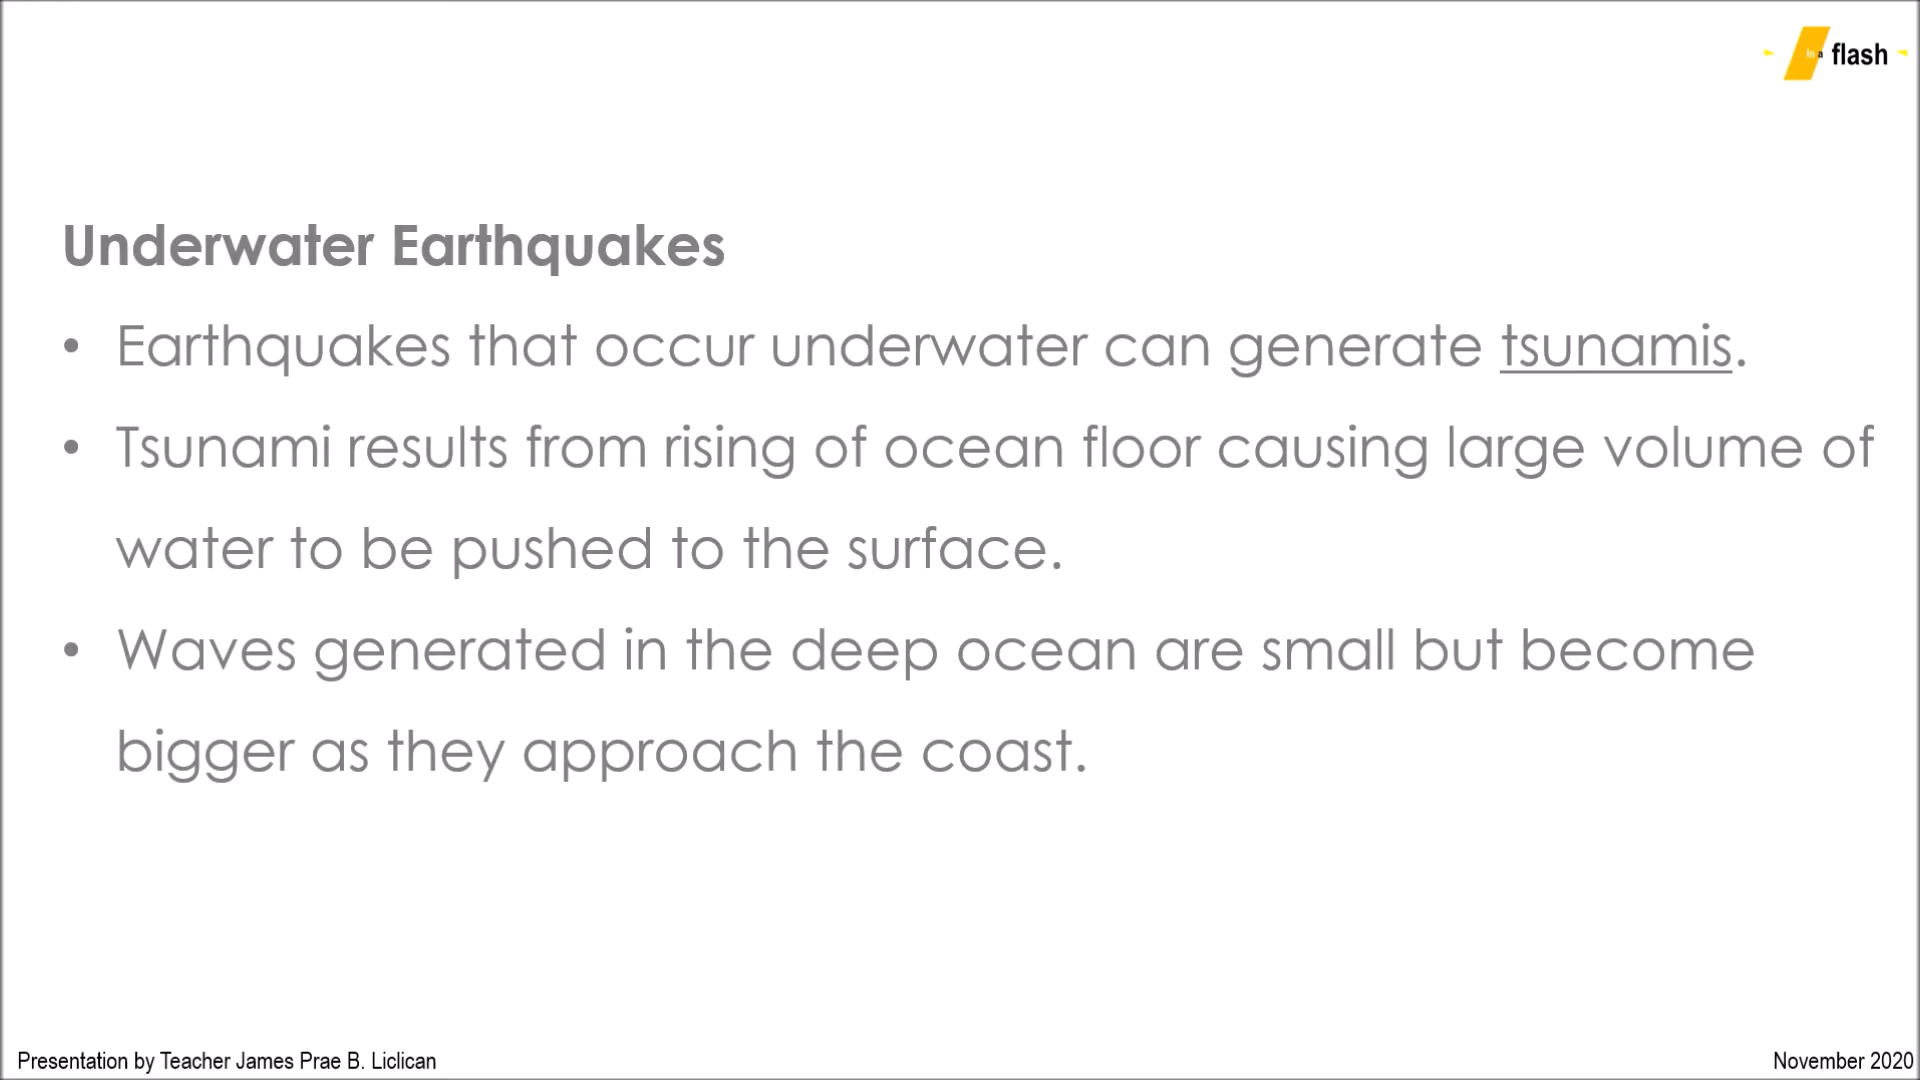 In a flash
Underwater Earthquakes
• Earthquakes that occur underwater can generate tsunamis.
• Tsunami results from rising of ocean floor causing large volume of
water to be pushed to the surface.
• Waves generated in the deep ocean are small but become
bigger as they approach the coast.
Presentation by Teacher James Prae B. Liclican
November 2020